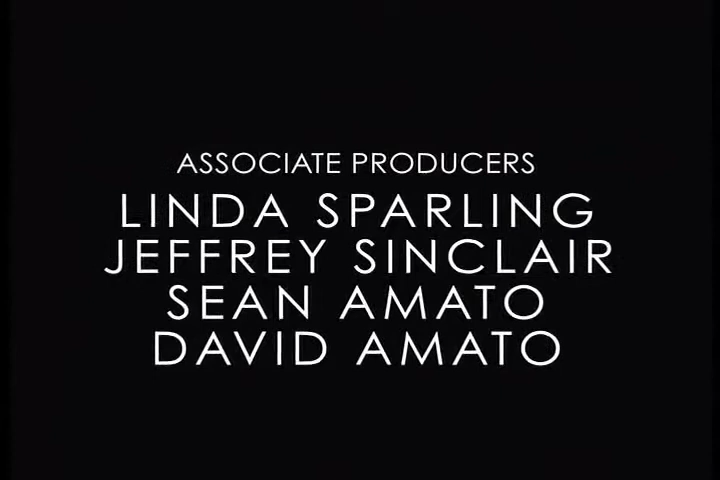 ASSOCIATE PRODUCERS
LINDA SPARLING
JEFFREY SINCLAIR
SEAN AMATO
DAVID AMATO